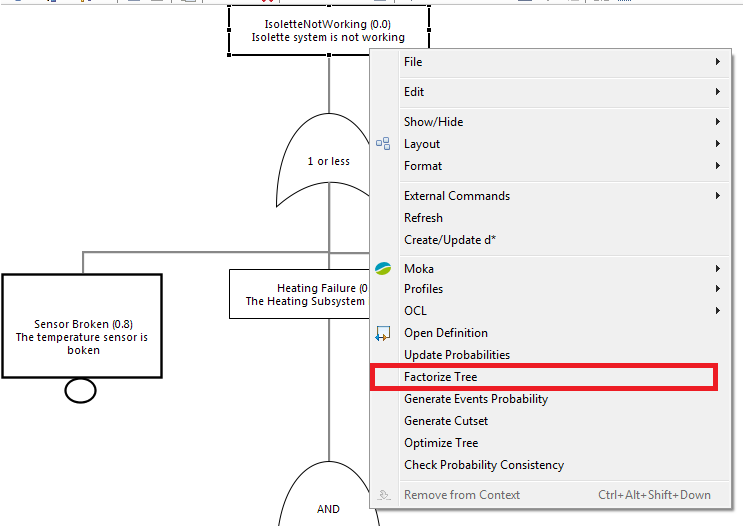 IsoletteNotWorking (0.0)
Isolette system is not working
1 or less
Sensor Broken (0.8)
The temperature sensor is
boken
Heating Failure (0
The Heating Subsystem
AND
File
Edit
Show/Hide
Layout
Format
External Commands
Refresh
Create/Update d*
Moka
Profiles
OCL
Open Definition
Update Probabilities
Factorize Tree
Generate Events Probability
Generate Cutset
Optimize Tree
Check Probability Consistency
Remove from Context Ctrl+Alt+Shift+Down